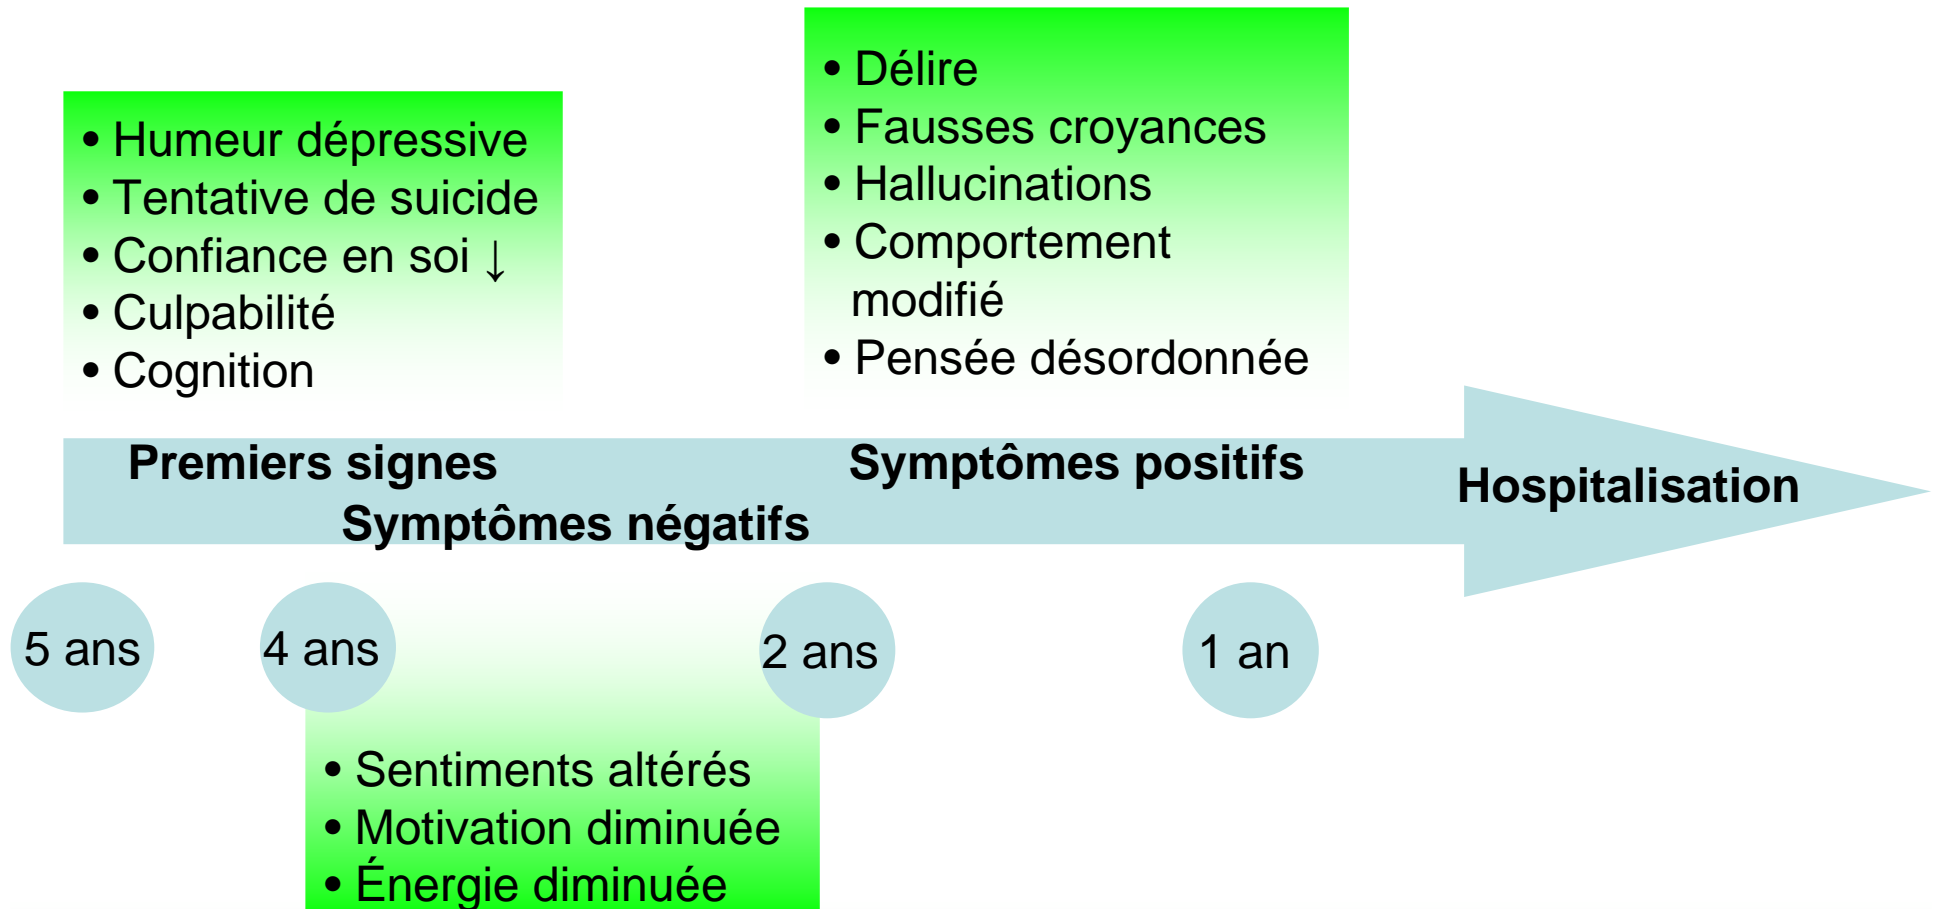 • Humeur dépressive
• Tentative de suicide
• Confiance en soi ↓
• Culpabilité
• Cognition
• Délire
• Fausses croyances
• Hallucinations
• Comportement
modifié
• Pensée désordonnée
Premiers signes
Symptômes négatifs
Symptômes positifs
Hospitalisation
5 ans
4 ans
2 ans
1 an
• Sentiments altérés
• Motivation diminuée
• Énergie diminuée